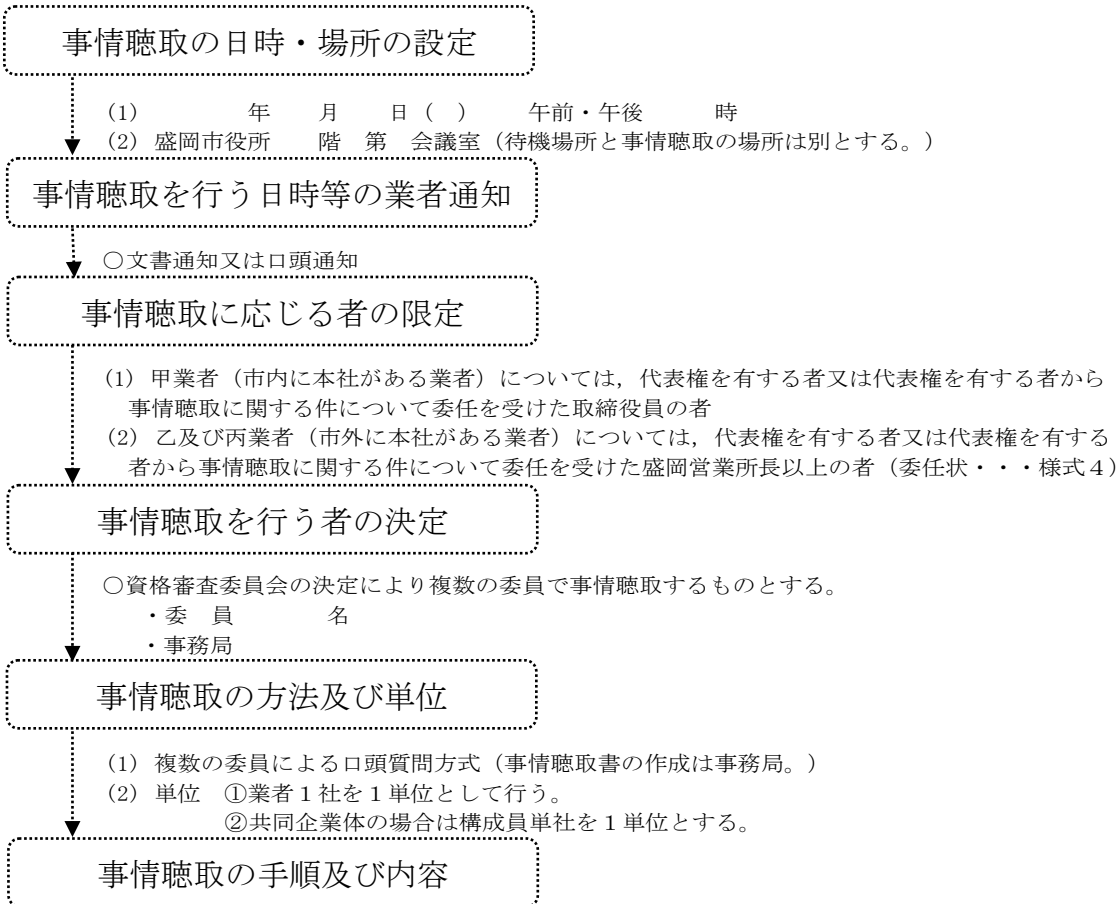 事情聴取の日時・場所の設定
(1)　　　　年　　月　　日（　）　　午前・午後　　　時
(2) 盛岡市役所　　階　第　会議室（待機場所と事情聴取の場所は別とする。）
事情聴取を行う日時等の業者通知
○文書通知又は口頭通知
事情聴取に応じる者の限定
(1) 甲業者（市内に本社がある業者）については，代表権を有する者又は代表権を有する者から
事情聴取に関する件について委任を受けた取締役員の者
(2) 乙及び丙業者（市外に本社がある業者）については，代表権を有する者又は代表権を有する
者から事情聴取に関する件について委任を受けた盛岡営業所長以上の者（委任状・・・様式４）
事情聴取を行う者の決定
○資格審査委員会の決定により複数の委員で事情聴取するものとする。
・委　員　　　　名
・事務局
事情聴取の方法及び単位
(1) 複数の委員による口頭質問方式（事情聴取書の作成は事務局。）
(2) 単位　①業者１社を１単位として行う。
②共同企業体の場合は構成員単社を１単位とする。
事情聴取の手順及び内容